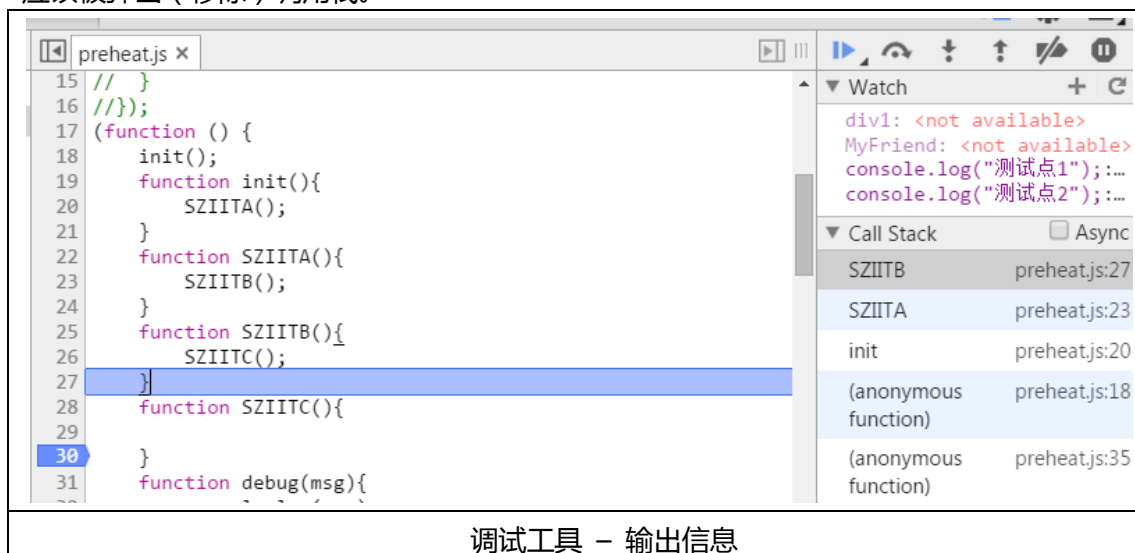 preheat.js ×
15 //  }
16 //});
17 (function () {
18     init();
19     function init(){
20         SZIITA();
21     }
22     function SZIITA(){
23         SZIITB();
24     }
25     function SZIITB(){
26         SZIITC();
27     }
28     function SZIITC(){
29
30     }
31     function debug(msg){
Watch
div1: <not available>
MyFriend: <not available>
console.log("测试点1");:…
console.log("测试点2");:…
Call Stack Async
SZIITB preheat.js:27
SZIITA preheat.js:23
init preheat.js:20
(anonymous function) preheat.js:18
(anonymous function) preheat.js:35
调试工具 – 输出信息